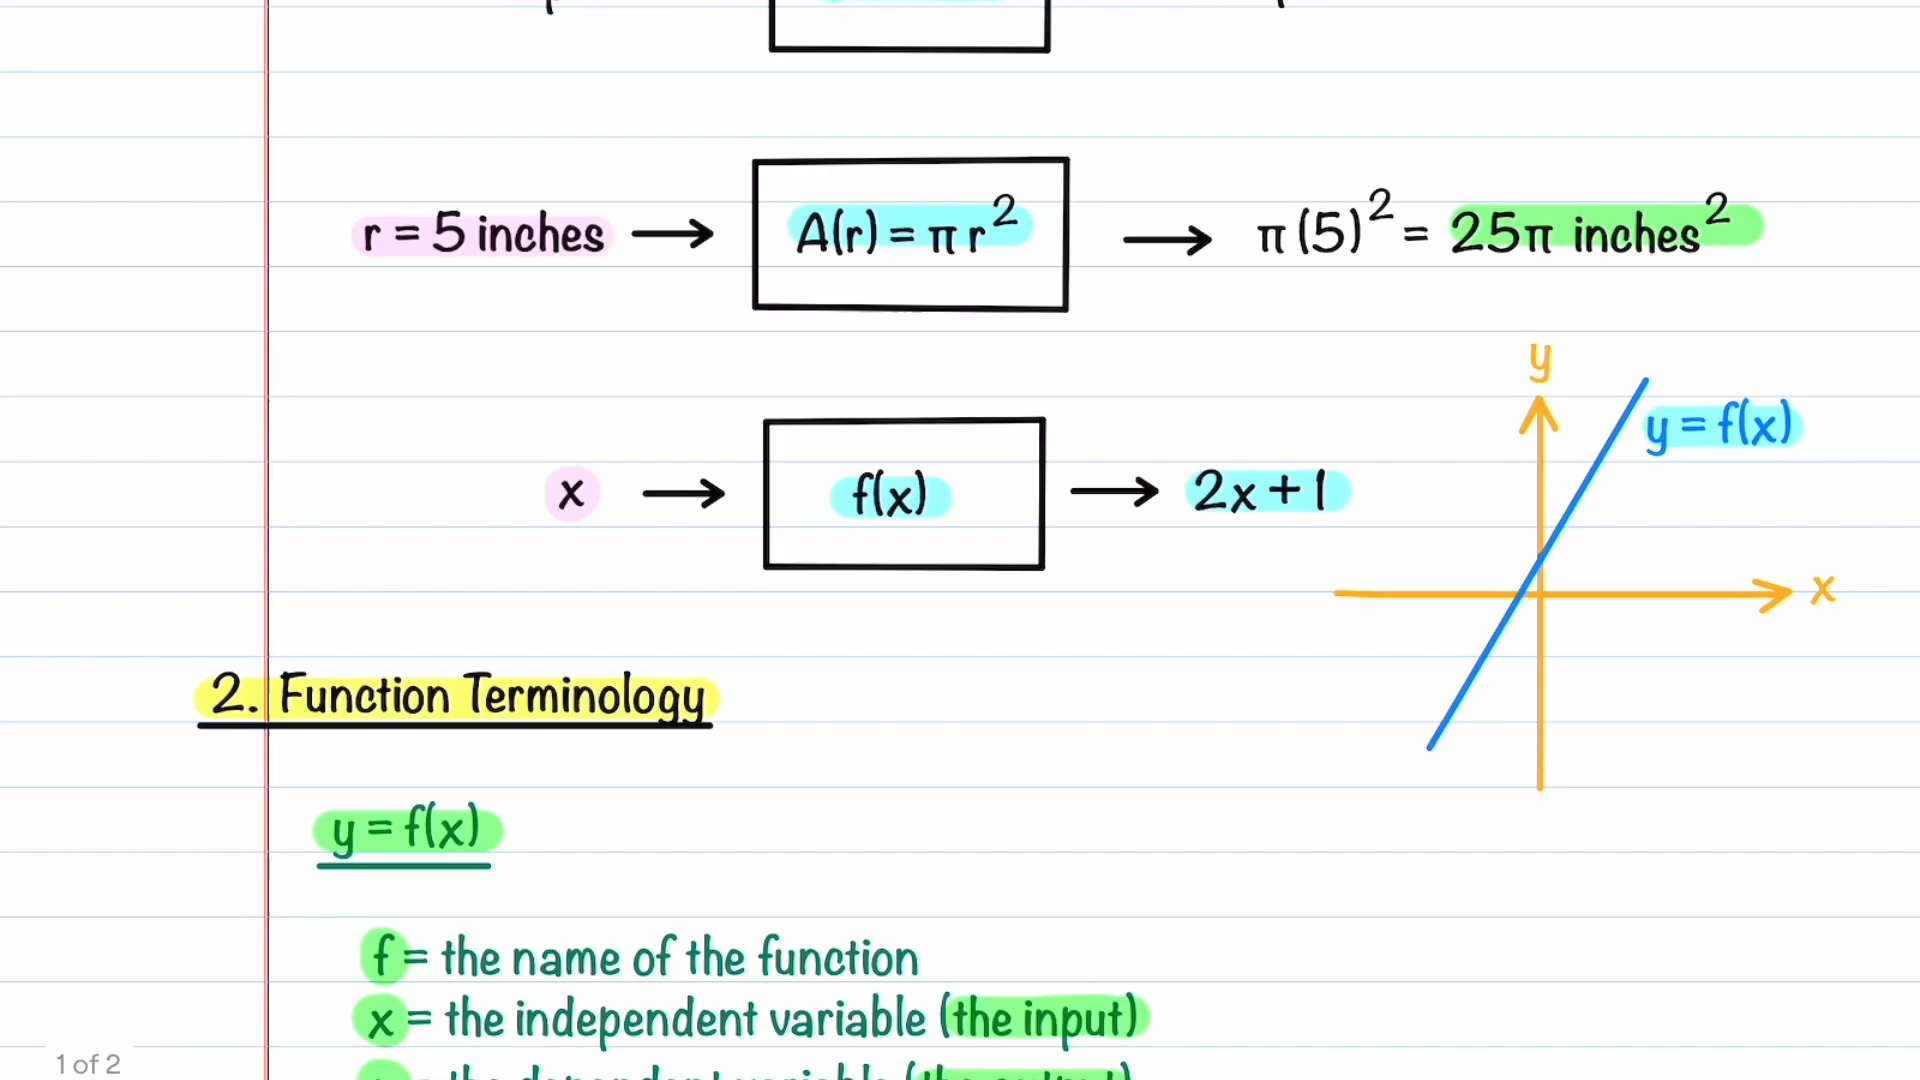 r = 5 inches → A(r) = πr² → π(5)² = 25π inches²
y
y = f(x)
x → f(x) → 2x + 1
x
2. Function Terminology
y = f(x)
f = the name of the function
x = the independent variable (the input)
1 of 2